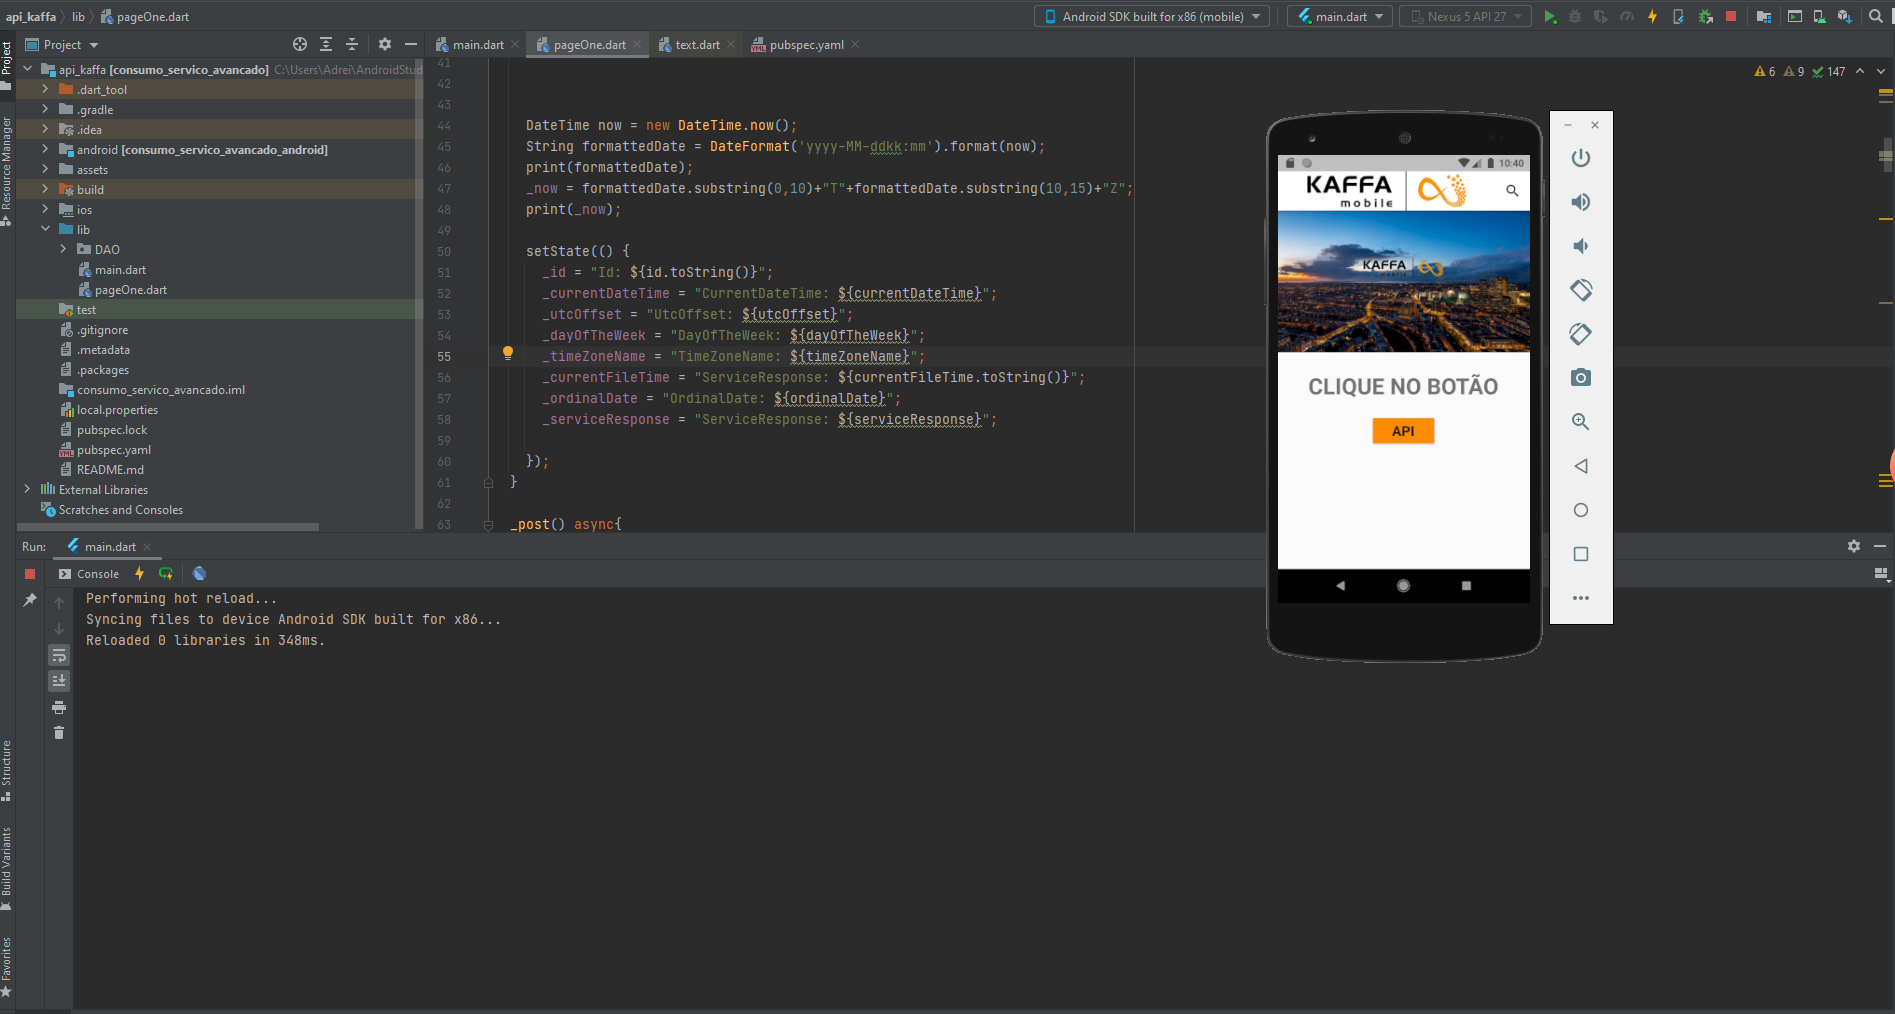 api_kaffa
lib
pageOne.dart
Android SDK built for x86 (mobile)
main.dart
Nexus 5 API 27
Project
main.dart
pageOne.dart
text.dart
pubspec.yaml
Project
Resource Manager
Structure
Build Variants
Favorites
api_kaffa [consumo_servico_avancado] C:\Users\Adrei\AndroidStud
.dart_tool
.gradle
.idea
android [consumo_servico_avancado_android]
assets
build
ios
lib
DAO
main.dart
pageOne.dart
test
.gitignore
.metadata
.packages
consumo_servico_avancado.iml
local.properties
pubspec.lock
pubspec.yaml
README.md
External Libraries
Scratches and Consoles
6 9 147
41
42
43
44 DateTime now = new DateTime.now();
45 String formattedDate = DateFormat('yyyy-MM-ddkk:mm').format(now);
46 print(formattedDate);
47 _now = formattedDate.substring(0,10)+"T"+formattedDate.substring(10,15)+"Z";
48 print(_now);
49
50 setState(() {
51 _id = "Id: ${id.toString()}";
52 _currentDateTime = "CurrentDateTime: ${currentDateTime}";
53 _utcOffset = "UtcOffset: ${utcOffset}";
54 _dayOfTheWeek = "DayOfTheWeek: ${dayOfTheWeek}";
55 _timeZoneName = "TimeZoneName: ${timeZoneName}";
56 _currentFileTime = "ServiceResponse: ${currentFileTime.toString()}";
57 _ordinalDate = "OrdinalDate: ${ordinalDate}";
58 _serviceResponse = "ServiceResponse: ${serviceResponse}";
59
60 });
61 }
62
63 _post() async{
10:40
KAFFA
mobile
KAFFA
mobile
CLIQUE NO BOTÃO
API
Run:
main.dart
Console
Performing hot reload...
Syncing files to device Android SDK built for x86...
Reloaded 0 libraries in 348ms.